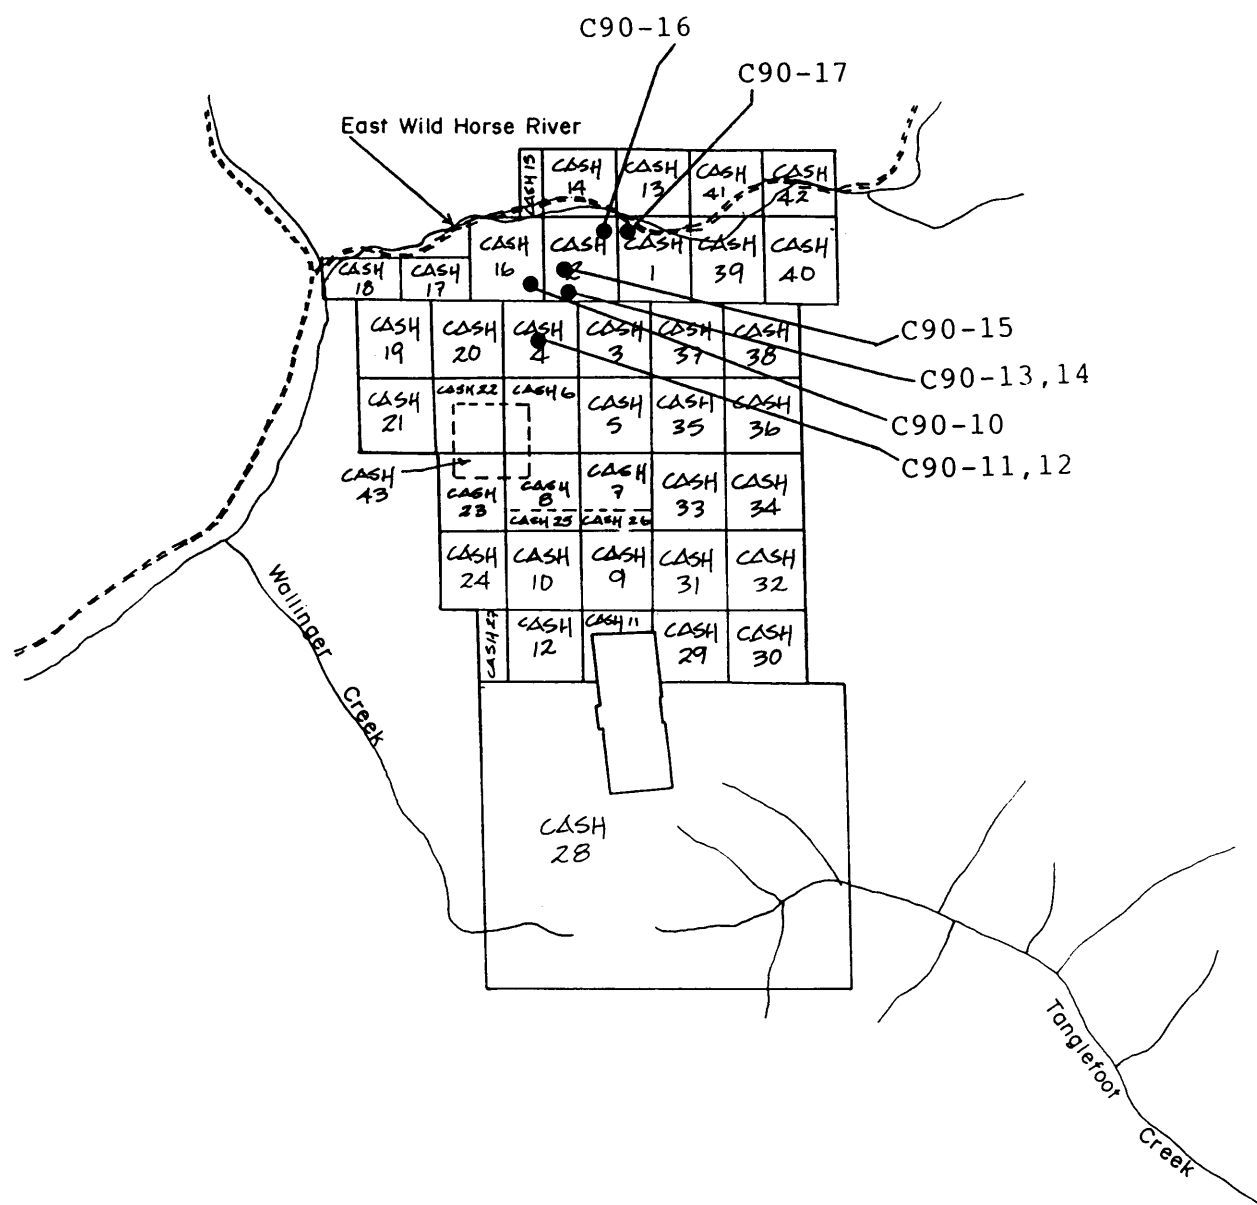 C90-16
C90-17
East Wild Horse River
CASH 15
CASH
14
CASH
13
CASH
41
CASH
42
CASH
16
CASH
2
CASH
1
CASH
39
CASH
40
CASH
18
CASH
17
CASH
19
CASH
20
CASH
4
CASH
3
CASH
37
CASH
38
C90-15
C90-13,14
C90-10
C90-11,12
CASH
21
CASH 22
CASH 6
CASH
5
CASH
35
CASH
36
CASH
43
CASH
23
CASH
8
CASH
7
CASH
33
CASH
34
CASH 25
CASH 26
CASH
24
CASH
10
CASH
9
CASH
31
CASH
32
CASH 27
CASH
12
CASH 11
CASH
29
CASH
30
Wallinger Creek
CASH
28
Tanglefoot Creek